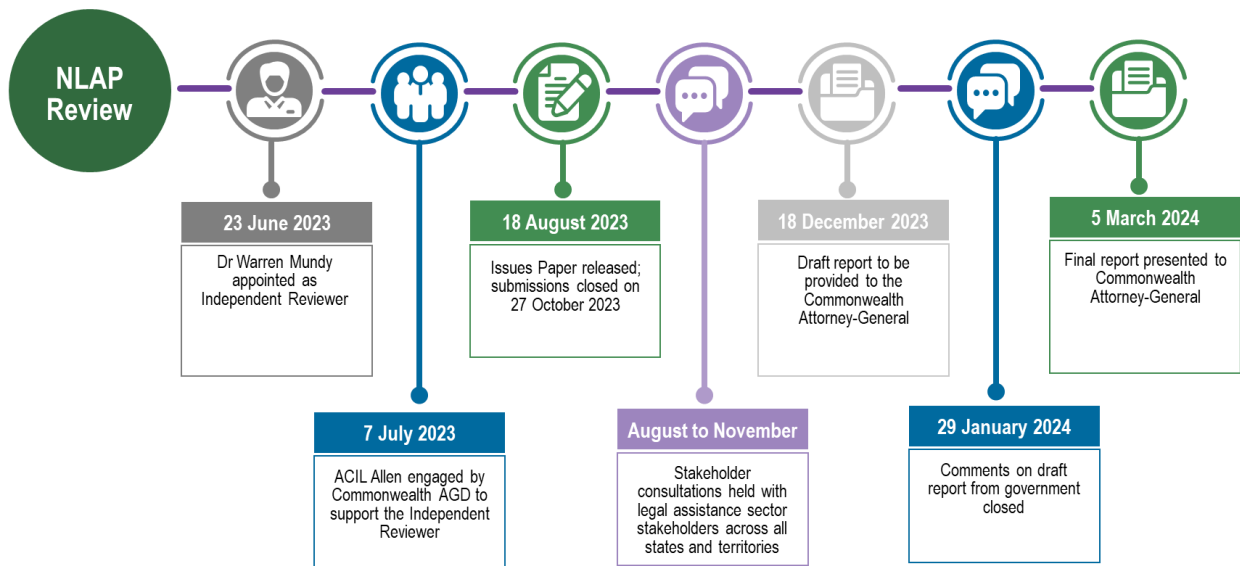 NLAP
Review
23 June 2023
Dr Warren Mundy
appointed as
Independent Reviewer
7 July 2023
ACIL Allen engaged by
Commonwealth AGD to
support the Independent
Reviewer
18 August 2023
Issues Paper released;
submissions closed on
27 October 2023
August to November
Stakeholder
consultations held with
legal assistance sector
stakeholders across all
states and territories
18 December 2023
Draft report to be
provided to the
Commonwealth
Attorney-General
29 January 2024
Comments on draft
report from government
closed
5 March 2024
Final report presented to
Commonwealth
Attorney-General